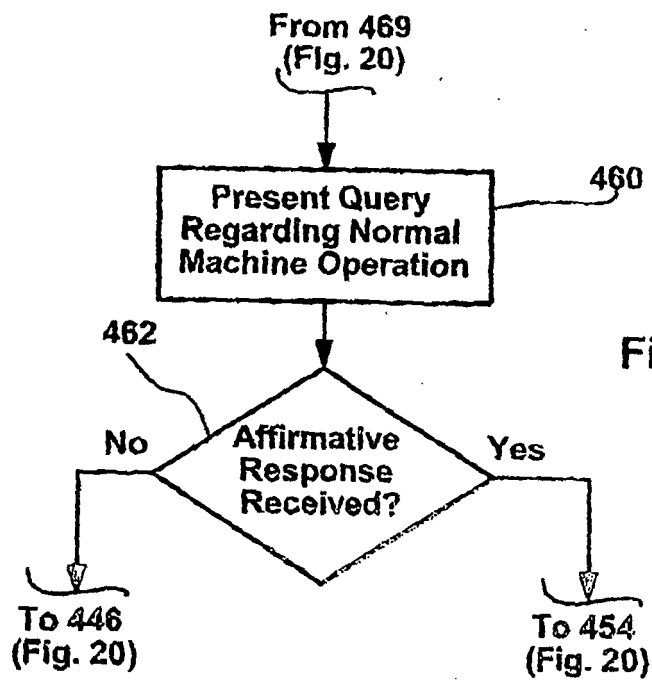 From 469
(Fig. 20)
Present Query
Regarding Normal
Machine Operation
460
462
Fi
No
Affirmative
Response
Received?
Yes
To 446
(Fig. 20)
To 454
(Fig. 20)